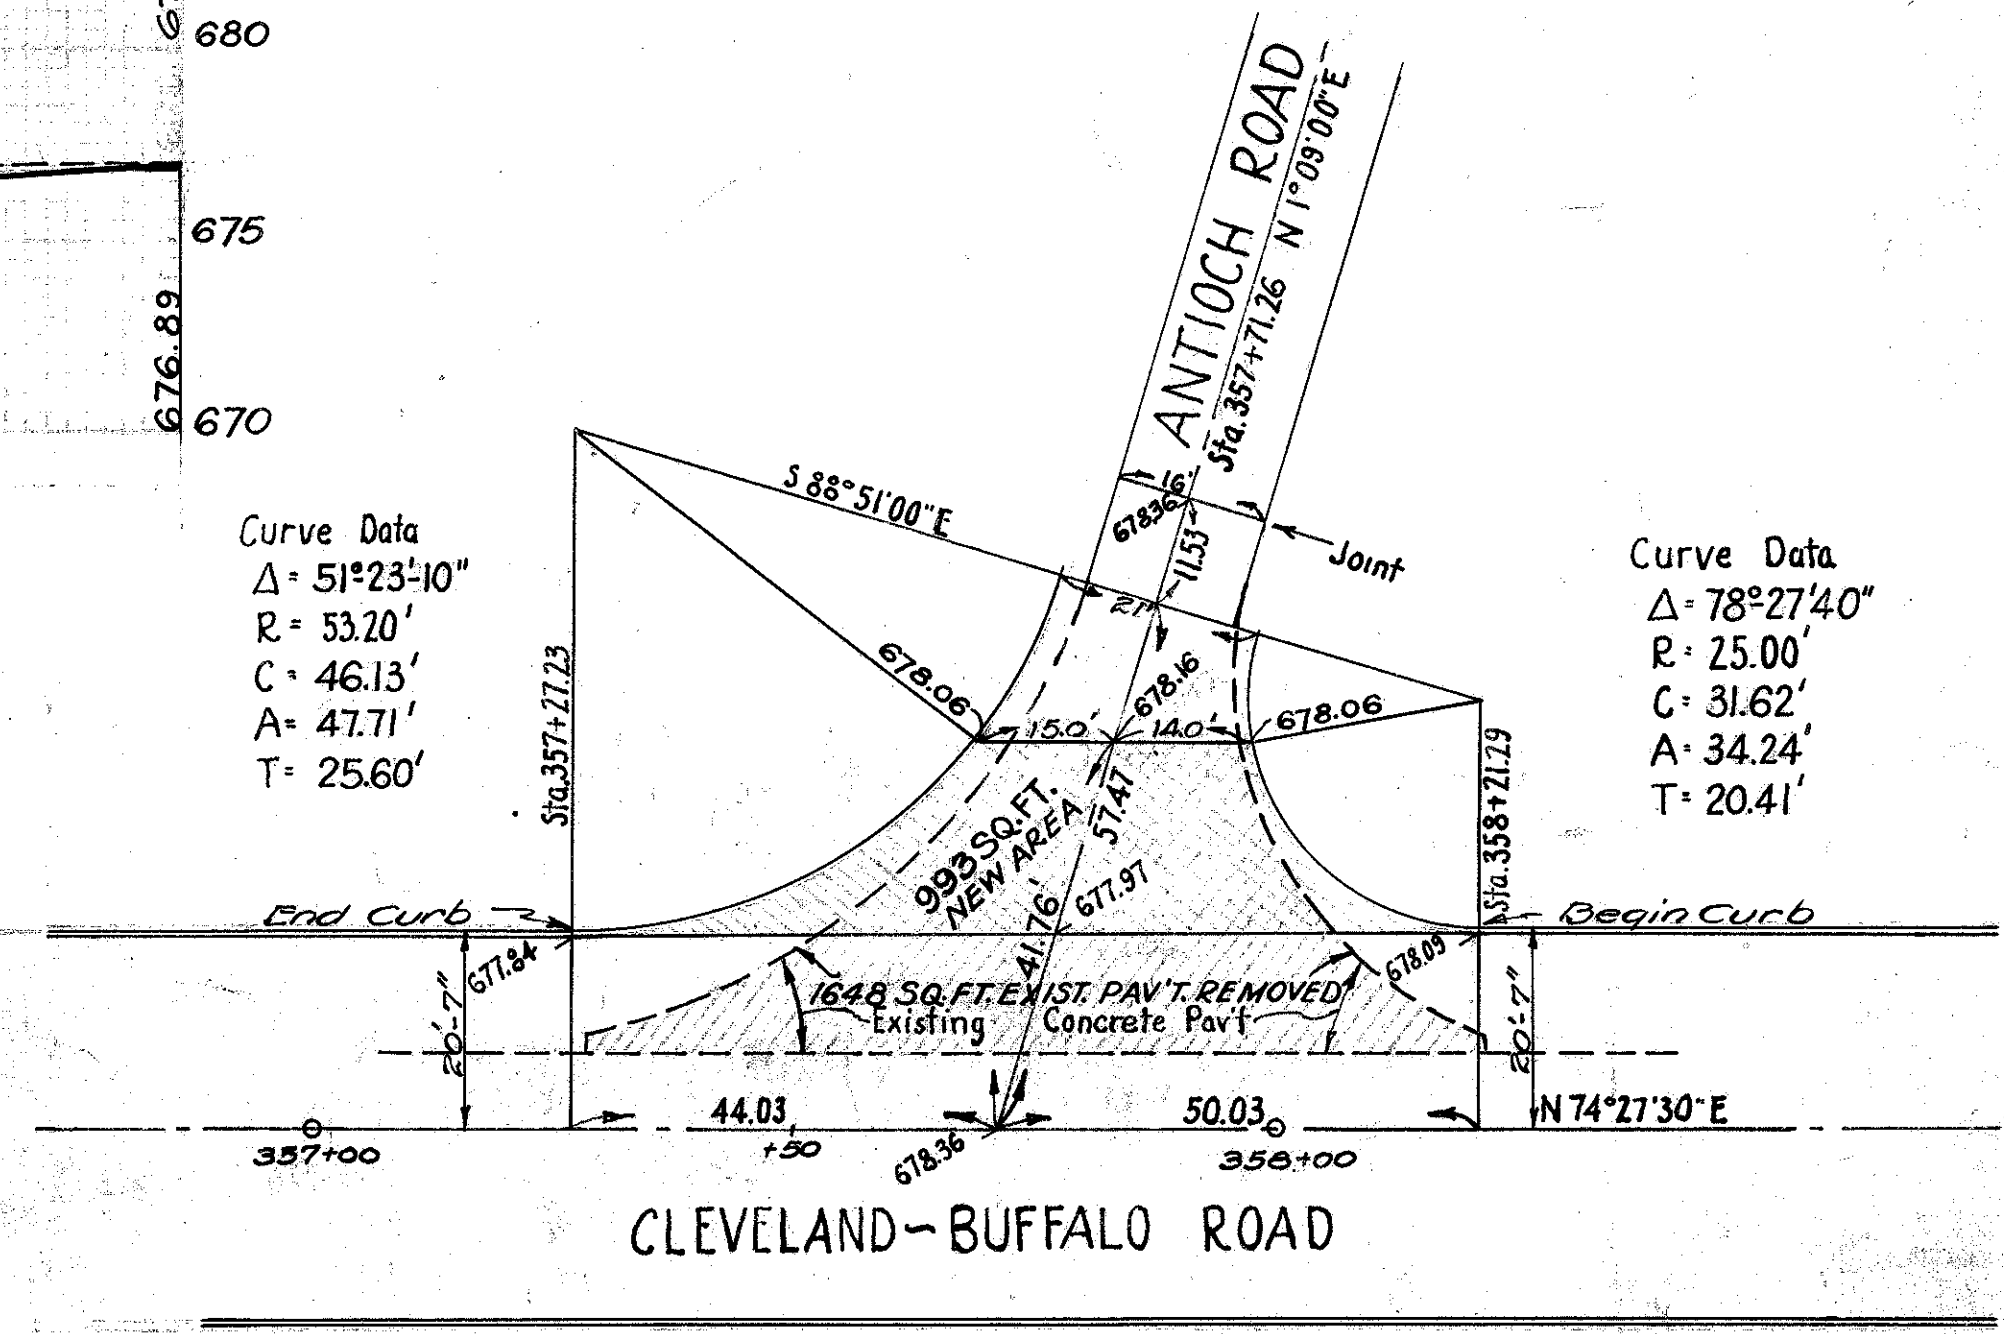 680
675
676.89
670
ANTIOCH ROAD
Sta. 357+71.26 N 1°09'00"E
S 88°51'00"E
16'
678.36
11.53
Joint
21'
Curve Data
Δ= 51°-23'-10"
R= 53.20'
C= 46.13'
A= 47.71'
T= 25.60'
Curve Data
Δ= 78°-27'40"
R= 25.00'
C= 31.62'
A= 34.24'
T= 20.41'
Sta. 357+27.23
678.06
678.16
678.06
15.0'
14.0'
Sta. 358+21.29
57.47
993 SQ. FT.
NEW AREA
41.76'
677.97
End Curb
Begin Curb
677.84
678.09
20'-7"
1648 SQ. FT. EXIST. PAV'T. REMOVED
Existing Concrete Pav't
20'-7"
44.03
50.03
N 74°27'30"E
357+00
+50
678.36
358+00
CLEVELAND-BUFFALO ROAD